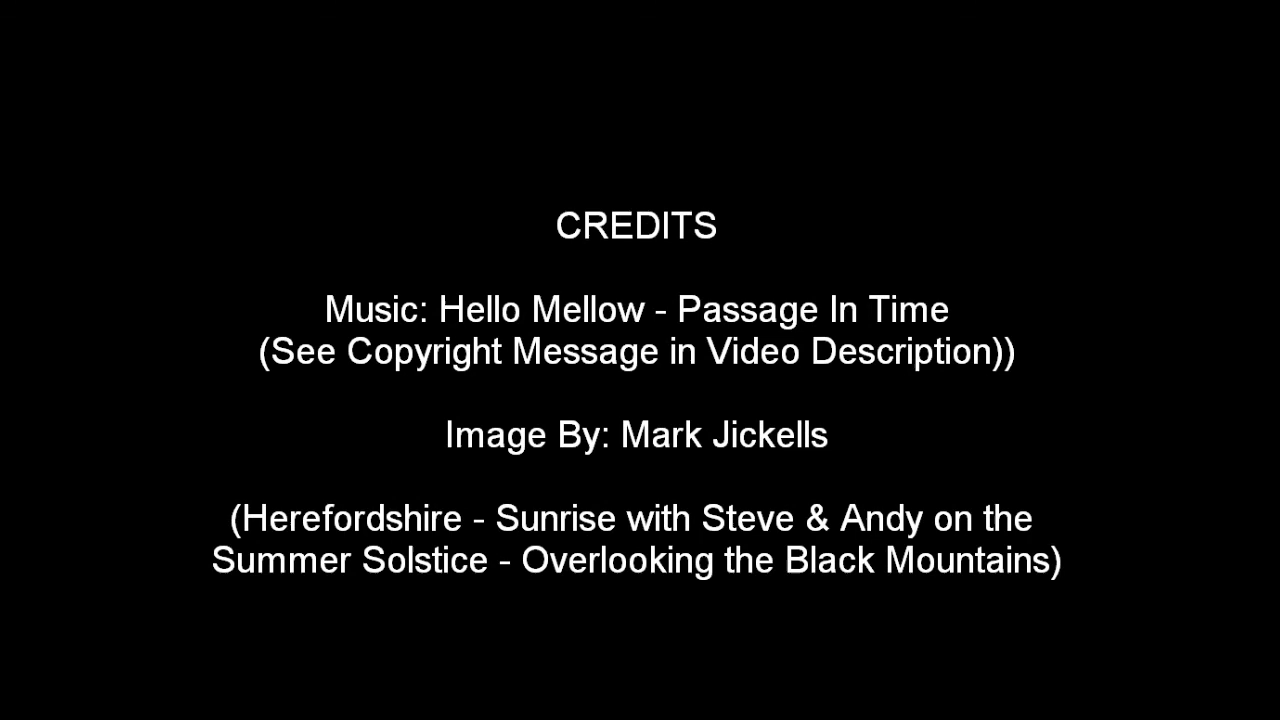 CREDITS
Music: Hello Mellow - Passage In Time
(See Copyright Message in Video Description))
Image By: Mark Jickells
(Herefordshire - Sunrise with Steve & Andy on the
Summer Solstice - Overlooking the Black Mountains)